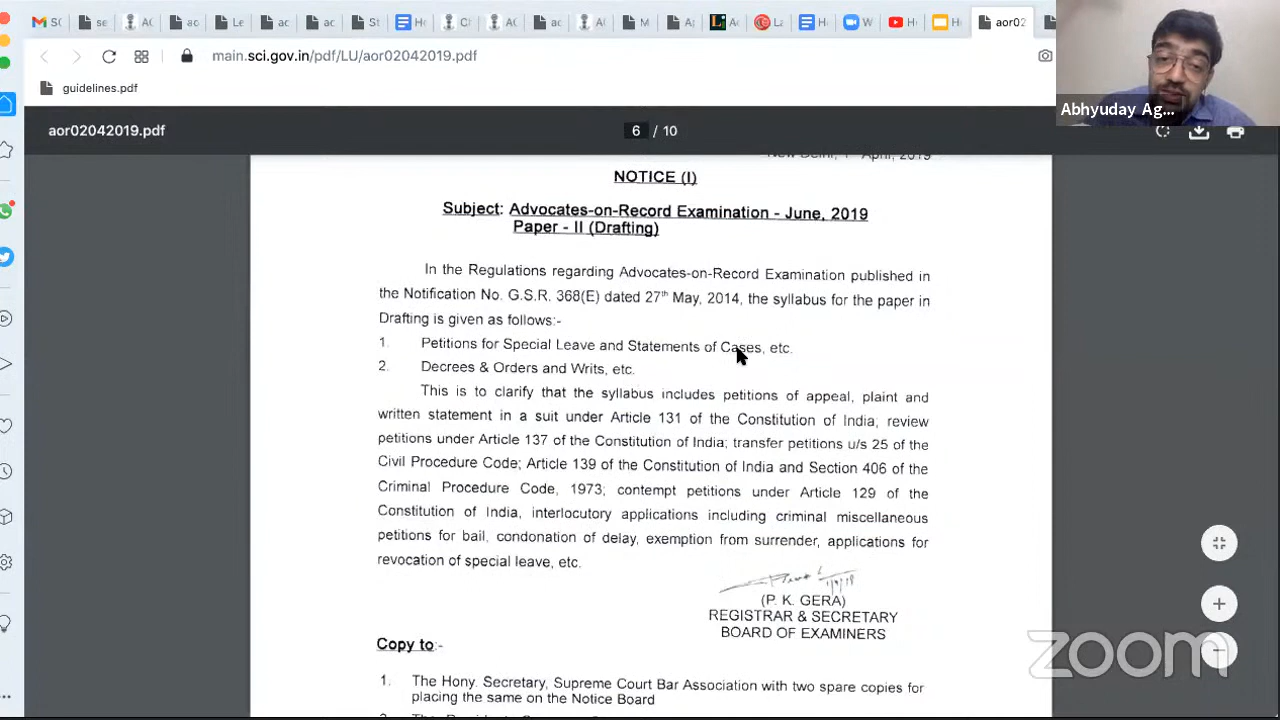 main.sci.gov.in/pdf/LU/aor02042019.pdf
guidelines.pdf
Abhyuday Ag...
aor02042019.pdf
6 / 10
NOTICE (I)
Subject: Advocates-on-Record Examination - June, 2019
Paper - II (Drafting)
In the Regulations regarding Advocates-on-Record Examination published in
the Notification No. G.S.R. 368(E) dated 27th May, 2014, the syllabus for the paper in
Drafting is given as follows:-
1. Petitions for Special Leave and Statements of Cases, etc.
2. Decrees & Orders and Writs, etc.
This is to clarify that the syllabus includes petitions of appeal, plaint and
written statement in a suit under Article 131 of the Constitution of India; review
petitions under Article 137 of the Constitution of India; transfer petitions u/s 25 of the
Civil Procedure Code; Article 139 of the Constitution of India and Section 406 of the
Criminal Procedure Code, 1973; contempt petitions under Article 129 of the
Constitution of India, interlocutory applications including criminal miscellaneous
petitions for bail, condonation of delay, exemption from surrender, applications for
revocation of special leave, etc.
(P. K. GERA)
REGISTRAR & SECRETARY
BOARD OF EXAMINERS
zoom
Copy to:-
1. The Hony. Secretary, Supreme Court Bar Association with two spare copies for
placing the same on the Notice Board